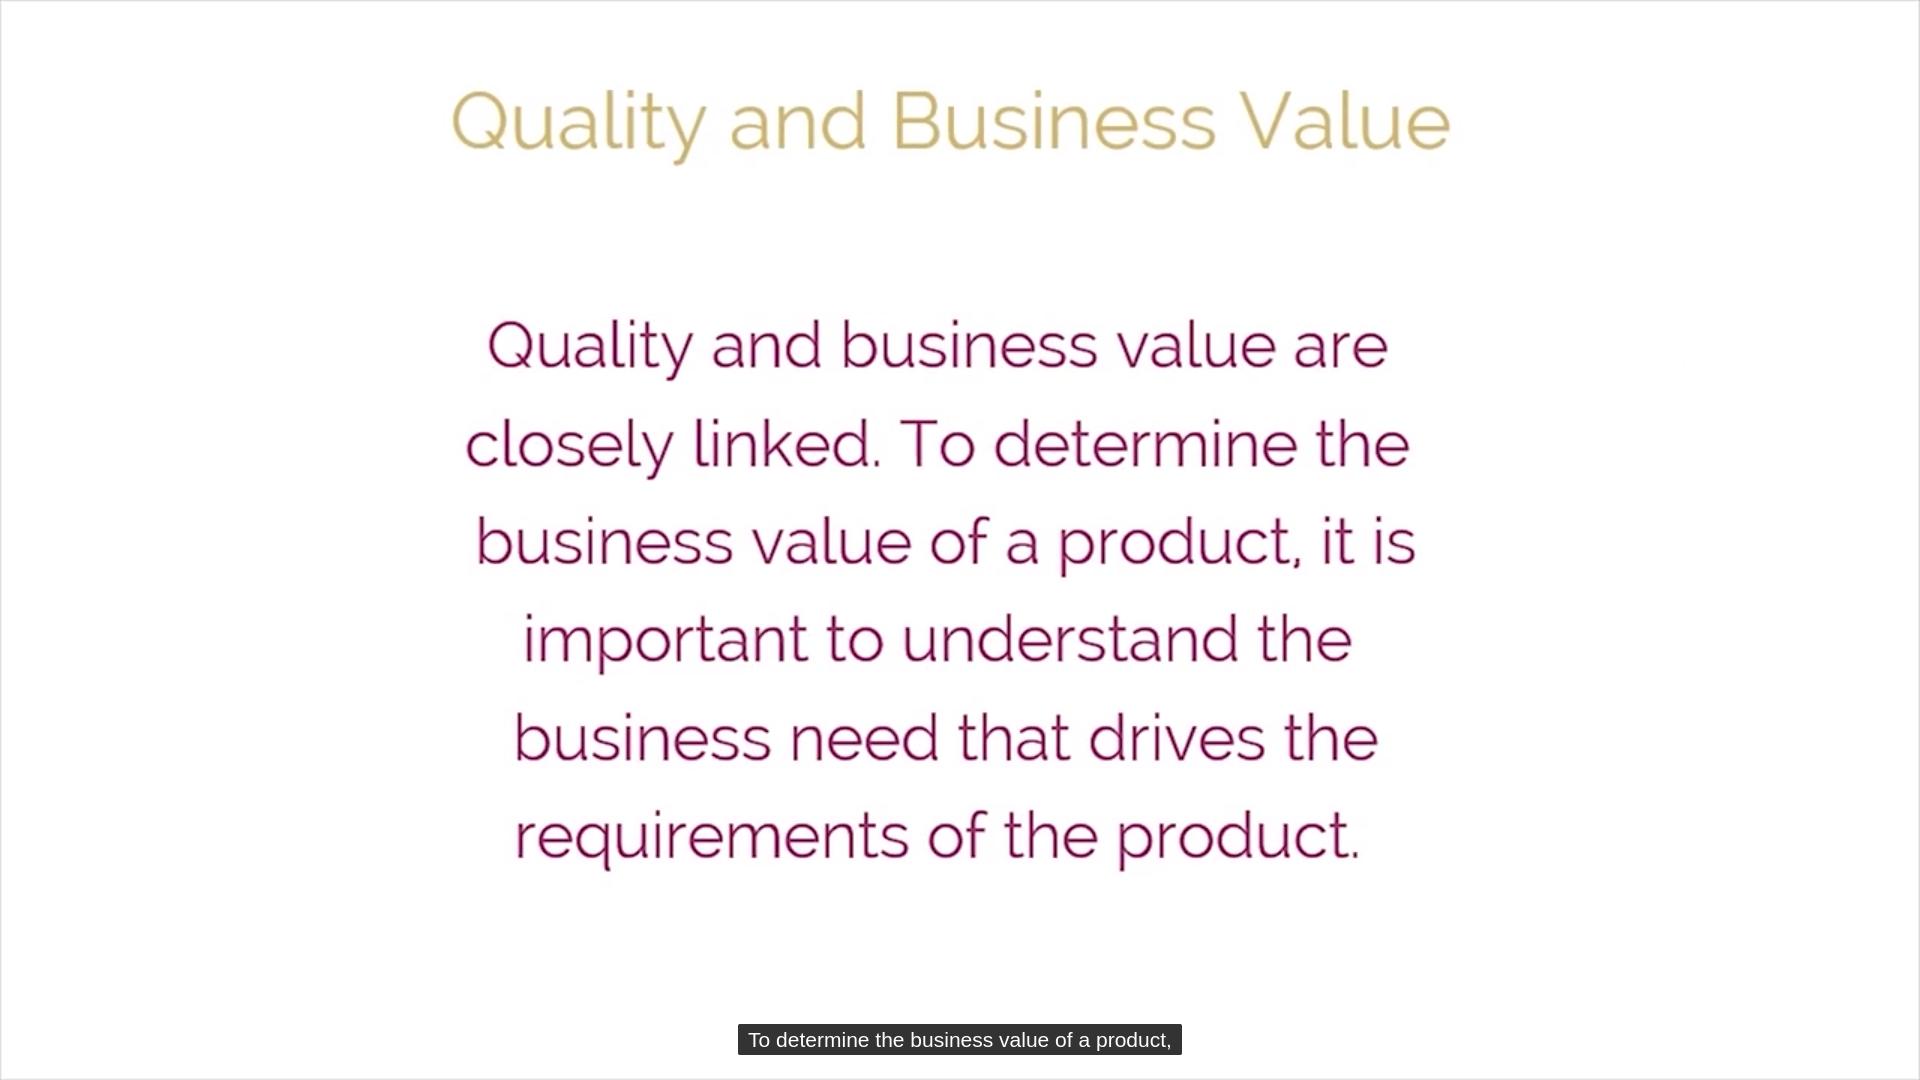 Quality and Business Value
Quality and business value are
closely linked. To determine the
business value of a product, it is
important to understand the
business need that drives the
requirements of the product.
To determine the business value of a product,